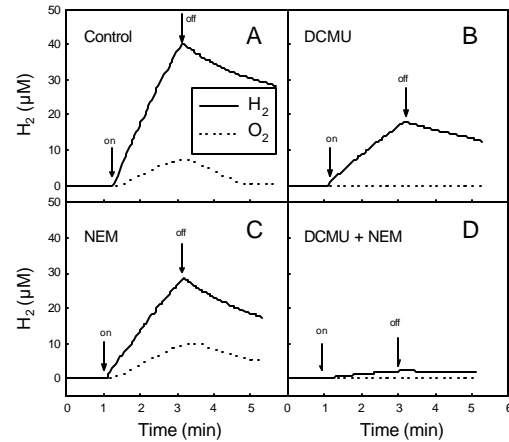 50
40
30
20
10
0
H₂ (µM)
Control
A
on
off
H₂
O₂
DCMU
B
on
off
50
40
30
20
10
0
H₂ (µM)
NEM
C
on
off
DCMU + NEM
D
on
off
0 1 2 3 4 5
0 1 2 3 4 5 6
Time (min)
Time (min)